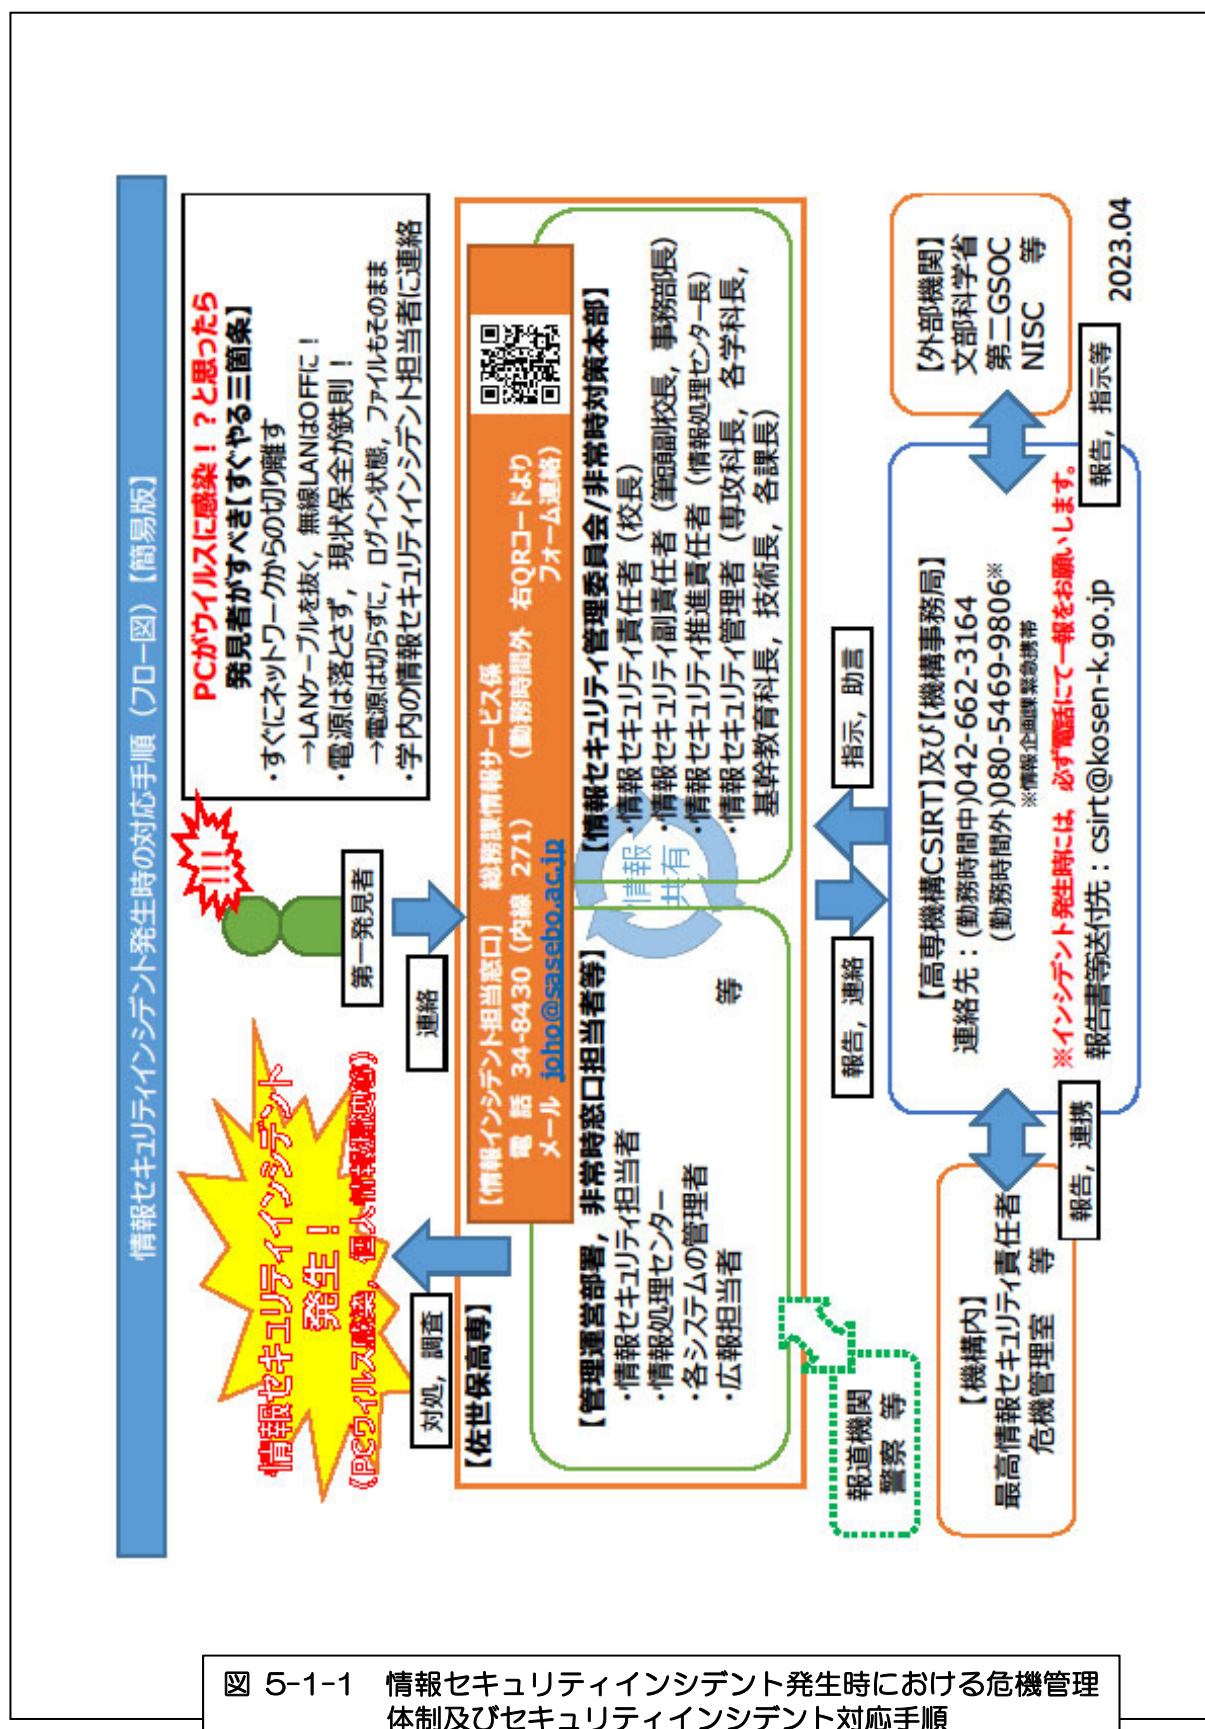 情報セキュリティインシデント発生時の対応手順（フロー図）【簡易版】
情報セキュリティインシデント
発生！
（PCウィルス感染，個人情報漏洩等）
!!!
第一発見者
PCがウイルスに感染！？と思ったら
発見者がすべき【すぐやる三箇条】
・すぐにネットワークからの切り離す
→LANケーブルを抜く，無線LANはOFFに！
・電源は落とさず，現状保全が鉄則！
→電源は切らずに，ログイン状態，ファイルもそのまま
・学内の情報セキュリティインシデント担当者に連絡
対処，調査
連絡
【佐世保高専】
【情報インシデント担当窓口】 総務課情報サービス係
電 話 34-8430（内線 271） （勤務時間外 右QRコードより
メール joho@sasebo.ac.jp フォーム連絡）
【管理運営部署，非常時窓口担当者等】
・情報セキュリティ担当者
・情報処理センター
・各システムの管理者
・広報担当者 等
情報
共有
【情報セキュリティ管理委員会/非常時対策本部】
・情報セキュリティ責任者（校長）
・情報セキュリティ副責任者（筆頭副校長，事務部長）
・情報セキュリティ推進責任者（情報処理センター長）
・情報セキュリティ管理者（専攻科長，各学科長，
基幹教育科長，技術長，各課長）
報道機関
警察 等
報告，連絡
指示，助言
【機構内】
最高情報セキュリティ責任者
危機管理室 等
報告，連携
【高専機構CSIRT】及び【機構事務局】
連絡先：(勤務時間中)042-662-3164
(勤務時間外)080-5469-9806※
※情報企画課緊急携帯
※インシデント発生時には，必ず電話にて一報をお願いします。
報告書等送付先：csirt@kosen-k.go.jp
報告，指示等
【外部機関】
文部科学省
第二GSOC
NISC 等
2023.04
図 5-1-1 情報セキュリティインシデント発生時における危機管理
体制及びセキュリティインシデント対応手順